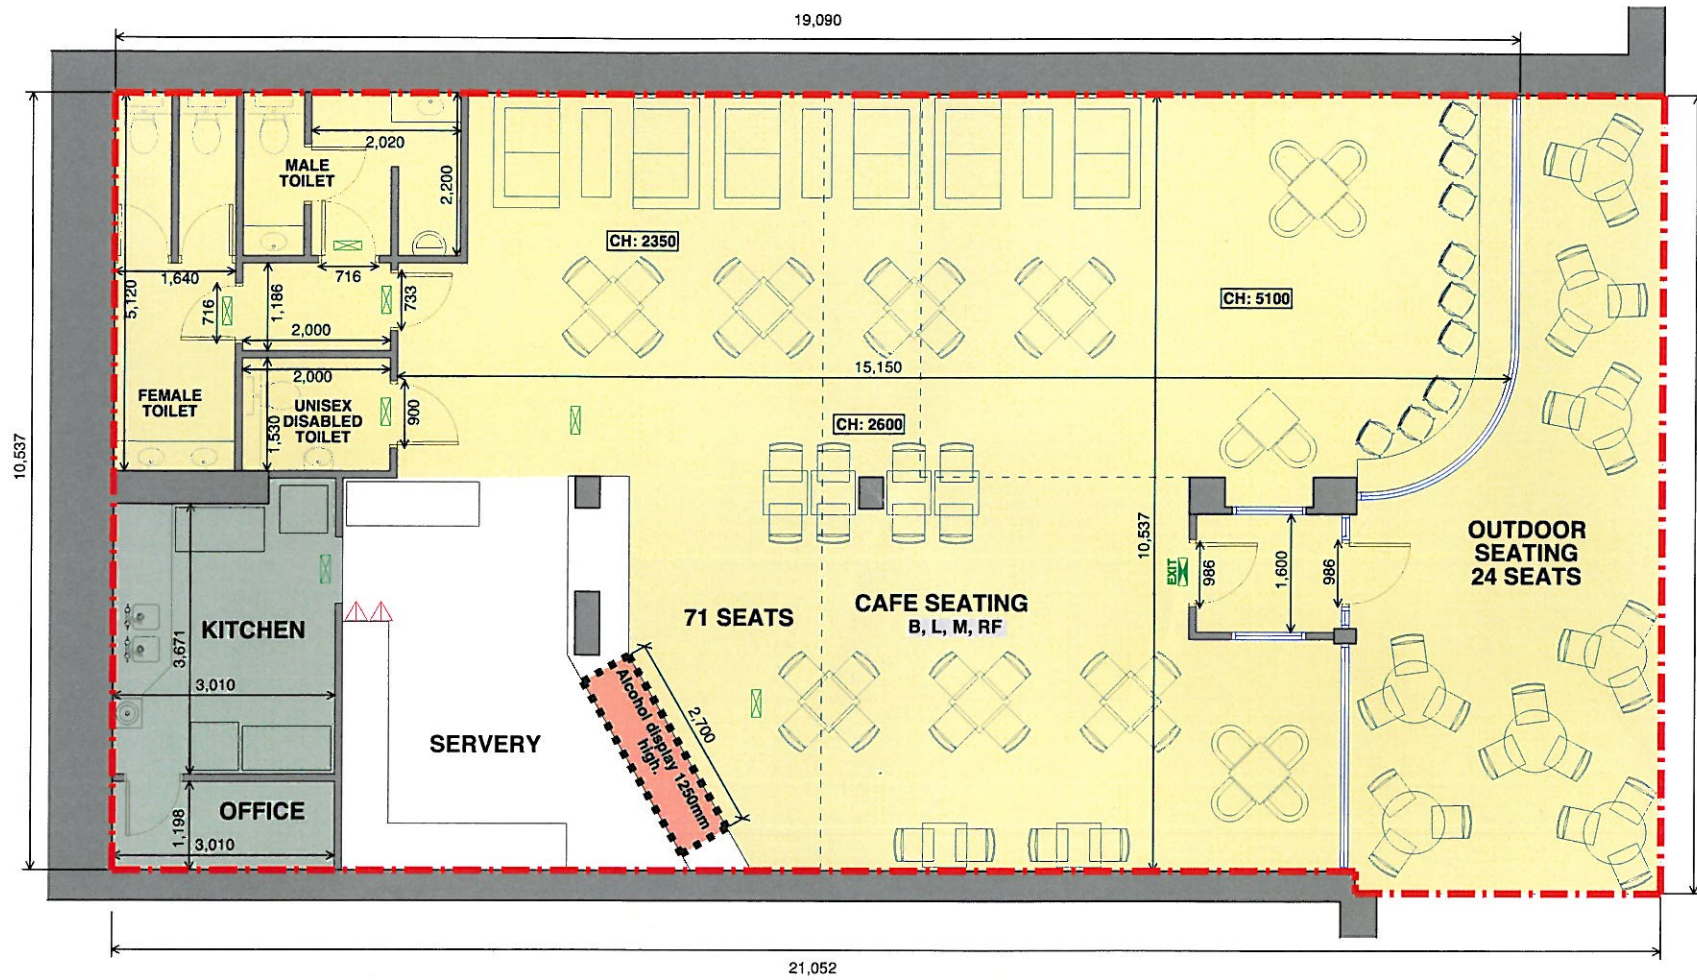 19,090
2,020
MALE
TOILET
2,200
CH: 2350
1,640
716
5,120
716
1,186
733
2,000
CH: 5100
15,150
2,000
FEMALE
TOILET
UNISEX
DISABLED
TOILET
1,530
900
CH: 2600
10,537
10,537
EXIT
986
1,600
986
OUTDOOR
SEATING
24 SEATS
KITCHEN
3,671
3,010
71 SEATS
CAFE SEATING
B, L, M, RF
Alcohol display 1250mm
high.
2,700
SERVERY
OFFICE
1,198
3,010
21,052